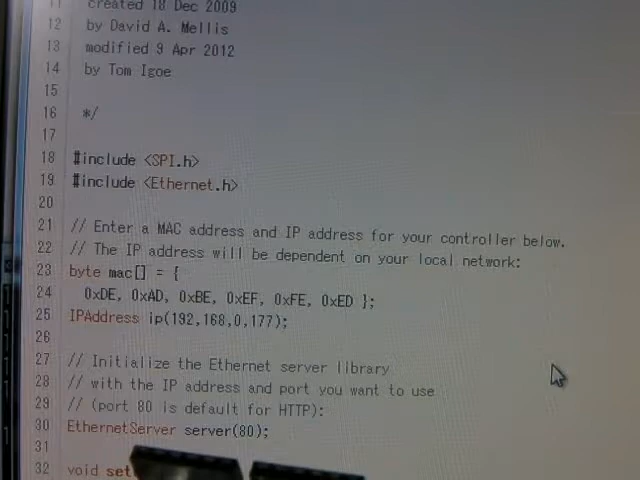 11 created 18 Dec 2009
12 by David A. Mellis
13 modified 9 Apr 2012
14 by Tom Igoe
15
16 */
17
18 #include <SPI.h>
19 #include <Ethernet.h>
20
21 // Enter a MAC address and IP address for your controller below.
22 // The IP address will be dependent on your local network:
23 byte mac[] = {
24 0xDE, 0xAD, 0xBE, 0xEF, 0xFE, 0xED };
25 IPAddress ip(192,168,0,177);
26
27 // Initialize the Ethernet server library
28 // with the IP address and port you want to use
29 // (port 80 is default for HTTP):
30 EthernetServer server(80);
31
32 void set